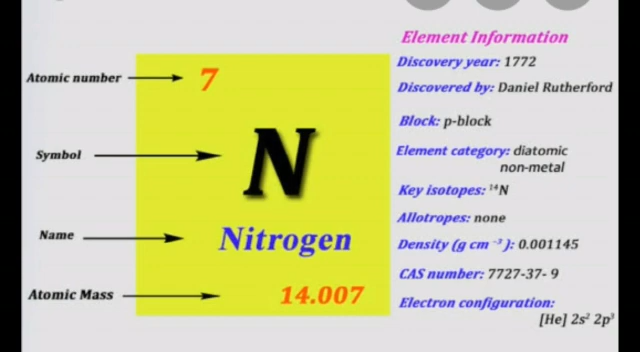 Element Information
Atomic number
7
Discovery year: 1772
Discovered by: Daniel Rutherford
Block: p-block
Symbol
N
Element category: diatomic
non-metal
Key isotopes: ¹⁴N
Allotropes: none
Name
Nitrogen
Density (g cm ⁻³): 0.001145
CAS number: 7727-37- 9
Atomic Mass
14.007
Electron configuration:
[He] 2s² 2p³